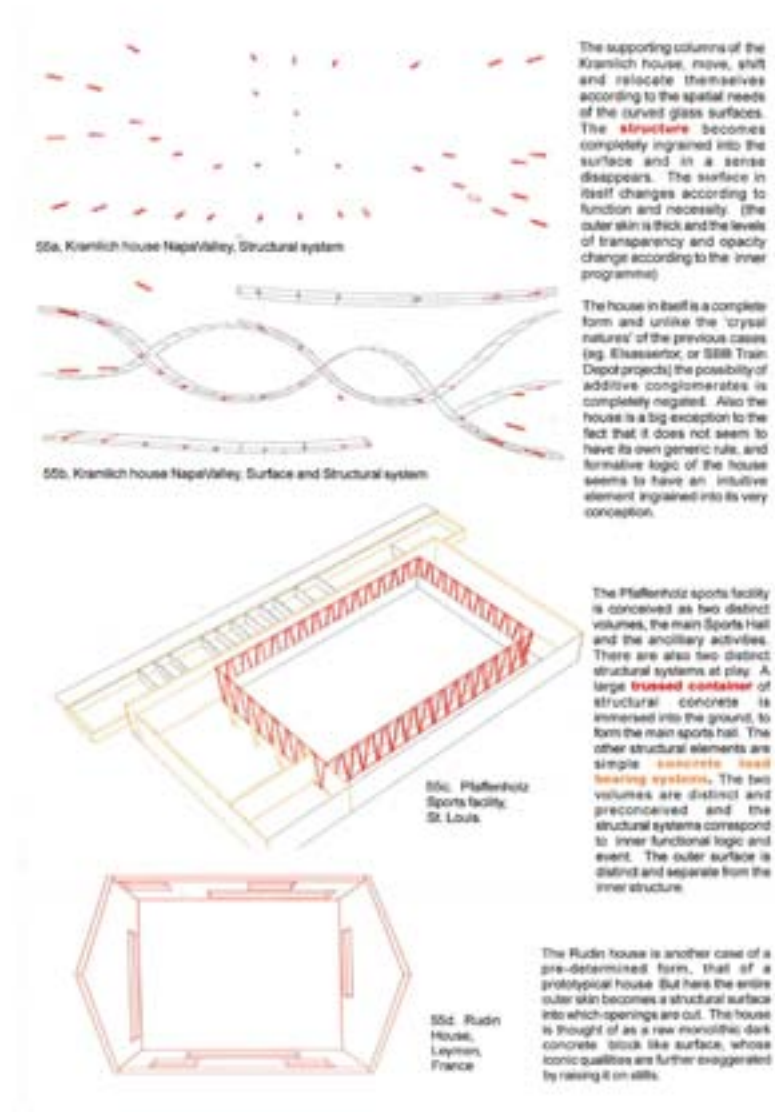 The supporting columns of the
Kramlich house, move, shift
and relocate themselves
according to the spatial needs
of the curved glass surfaces.
The structure becomes
completely ingrained into the
surface and in a sense
disappears. The surface in
itself changes according to
function and necessity. (the
outer skin is thick and the levels
of transparency and opacity
change according to the inner
programme)
55a, Kramlich house NapaValley, Structural system
The house in itself is a complete
form and unlike the 'crysal
natures' of the previous cases
(eg. Elsassertor, or SBB Train
Depot projects) the possibility of
additive conglomerates is
completely negated. Also the
house is a big exception to the
fact that it does not seem to
have its own generic rule, and
formative logic of the house
seems to have an intuitive
element ingrained into its very
conception.
55b, Kramlich house NapaValley, Surface and Structural system
The Pfaffenholz sports facility
is conceived as two distinct
volumes, the main Sports Hall
and the ancilliary activities.
There are also two distinct
structural systems at play. A
large trussed container of
structural concrete is
immersed into the ground, to
form the main sports hall. The
other structural elements are
simple concrete load
bearing systems. The two
volumes are distinct and
preconceived and the
structural systems correspond
to inner functional logic and
event. The outer surface is
distinct and separate from the
inner structure.
55c. Pfaffenholz
Sports facility,
St. Louis.
The Rudin house is another case of a
pre-determined form, that of a
prototypical house. But here the entire
outer skin becomes a structural surface
into which openings are cut. The house
is thought of as a raw monolithic dark
concrete block like surface, whose
iconic qualities are further exaggerated
by raising it on stilts.
55d. Rudin
House,
Leymen,
France